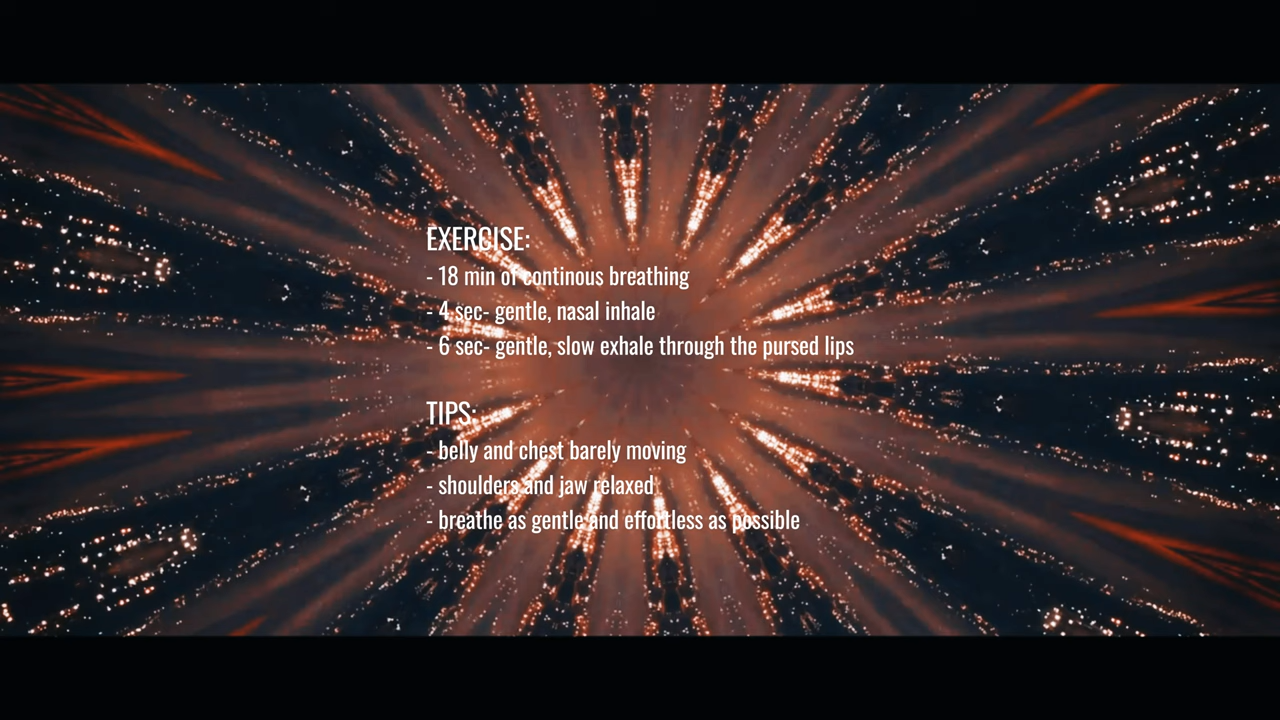 EXERCISE:
- 18 min of continous breathing
- 4 sec- gentle, nasal inhale
- 6 sec- gentle, slow exhale through the pursed lips
TIPS:
- belly and chest barely moving
- shoulders and jaw relaxed
- breathe as gentle and effortless as possible